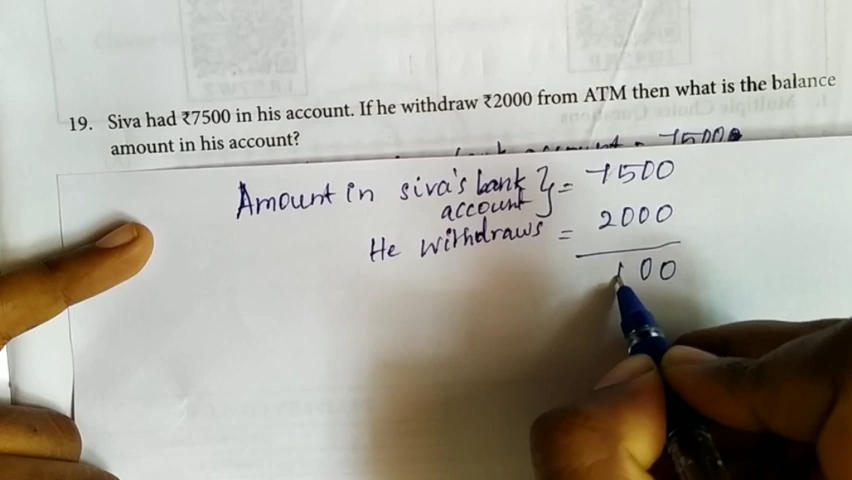 19. Siva had ₹7500 in his account. If he withdraw ₹2000 from ATM then what is the balance
amount in his account?
Amount in siva's bank
account } = 7500
He withdraws = 2000
00